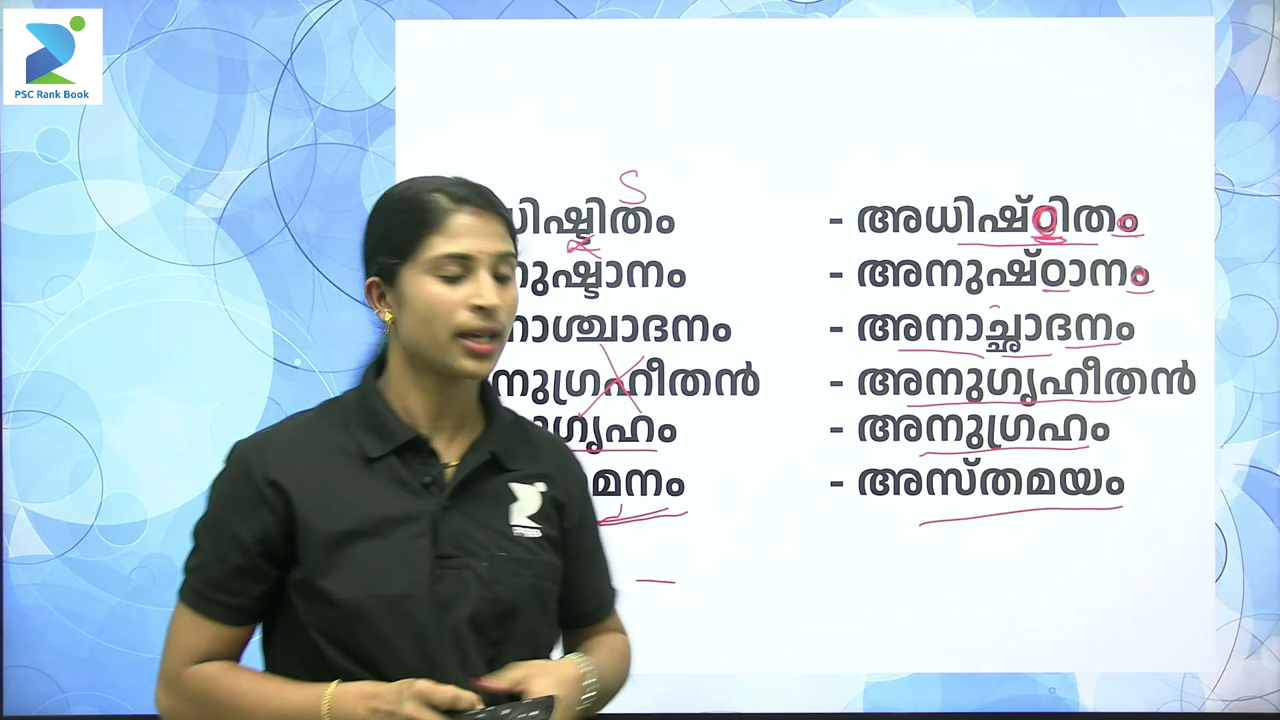 PSC Rank Book
S
ധിഷ്ടിതം - അധിഷ്ഠിതം
നുഷ്ടാനം - അനുഷ്ഠാനം
നാശ്ചാദനം - അനാച്ഛാദനം
നുഗ്രഹീതൻ - അനുഗൃഹീതൻ
ഗൃഹം - അനുഗ്രഹം
മനം - അസ്തമയം